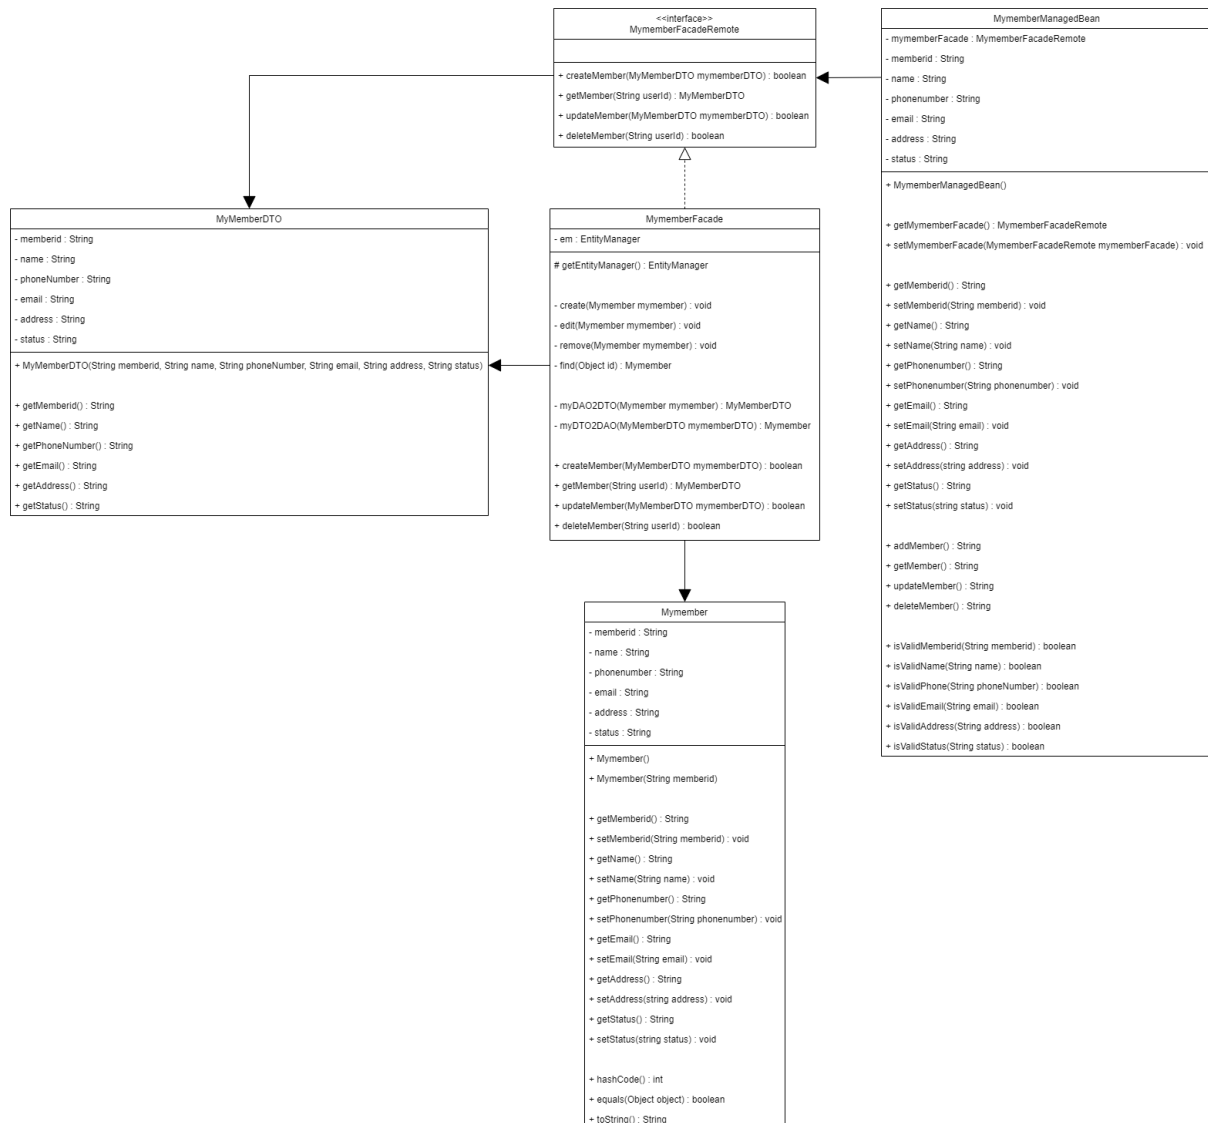 <<interface>>
MymemberFacadeRemote
+ createMember(MyMemberDTO mymemberDTO) : boolean
+ getMember(String userId) : MyMemberDTO
+ updateMember(MyMemberDTO mymemberDTO) : boolean
+ deleteMember(String userId) : boolean
MymemberManagedBean
- mymemberFacade : MymemberFacadeRemote
- memberid : String
- name : String
- phonenumber : String
- email : String
- address : String
- status : String
+ MymemberManagedBean()
+ getMymemberFacade() : MymemberFacadeRemote
+ setMymemberFacade(MymemberFacadeRemote mymemberFacade) : void
+ getMemberid() : String
+ setMemberid(String memberid) : void
+ getName() : String
+ setName(String name) : void
+ getPhonenumber() : String
+ setPhonenumber(String phonenumber) : void
+ getEmail() : String
+ setEmail(String email) : void
+ getAddress() : String
+ setAddress(string address) : void
+ getStatus() : String
+ setStatus(string status) : void
+ addMember() : String
+ getMember() : String
+ updateMember() : String
+ deleteMember() : String
+ isValidMemberid(String memberid) : boolean
+ isValidName(String name) : boolean
+ isValidPhone(String phoneNumber) : boolean
+ isValidEmail(String email) : boolean
+ isValidAddress(String address) : boolean
+ isValidStatus(String status) : boolean
MyMemberDTO
- memberid : String
- name : String
- phoneNumber : String
- email : String
- address : String
- status : String
+ MyMemberDTO(String memberid, String name, String phoneNumber, String email, String address, String status)
+ getMemberid() : String
+ getName() : String
+ getPhoneNumber() : String
+ getEmail() : String
+ getAddress() : String
+ getStatus() : String
MymemberFacade
- em : EntityManager
# getEntityManager() : EntityManager
- create(Mymember mymember) : void
- edit(Mymember mymember) : void
- remove(Mymember mymember) : void
- find(Object id) : Mymember
- myDAO2DTO(Mymember mymember) : MyMemberDTO
- myDTO2DAO(MyMemberDTO mymemberDTO) : Mymember
+ createMember(MyMemberDTO mymemberDTO) : boolean
+ getMember(String userId) : MyMemberDTO
+ updateMember(MyMemberDTO mymemberDTO) : boolean
+ deleteMember(String userId) : boolean
Mymember
- memberid : String
- name : String
- phonenumber : String
- email : String
- address : String
- status : String
+ Mymember()
+ Mymember(String memberid)
+ getMemberid() : String
+ setMemberid(String memberid) : void
+ getName() : String
+ setName(String name) : void
+ getPhonenumber() : String
+ setPhonenumber(String phonenumber) : void
+ getEmail() : String
+ setEmail(String email) : void
+ getAddress() : String
+ setAddress(string address) : void
+ getStatus() : String
+ setStatus(string status) : void
+ hashCode() : int
+ equals(Object object) : boolean
+ toString() : String